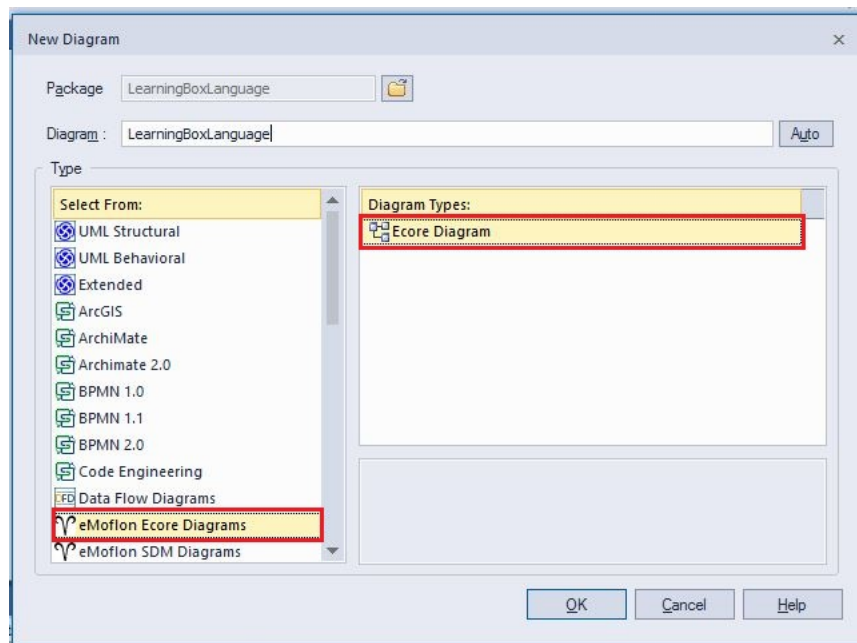 New Diagram
Package LearningBoxLanguage
Diagram : LearningBoxLanguage Auto
Type
Select From:
UML Structural
UML Behavioral
Extended
ArcGIS
ArchiMate
Archimate 2.0
BPMN 1.0
BPMN 1.1
BPMN 2.0
Code Engineering
DFD Data Flow Diagrams
eMoflon Ecore Diagrams
eMoflon SDM Diagrams
Diagram Types:
Ecore Diagram
OK Cancel Help